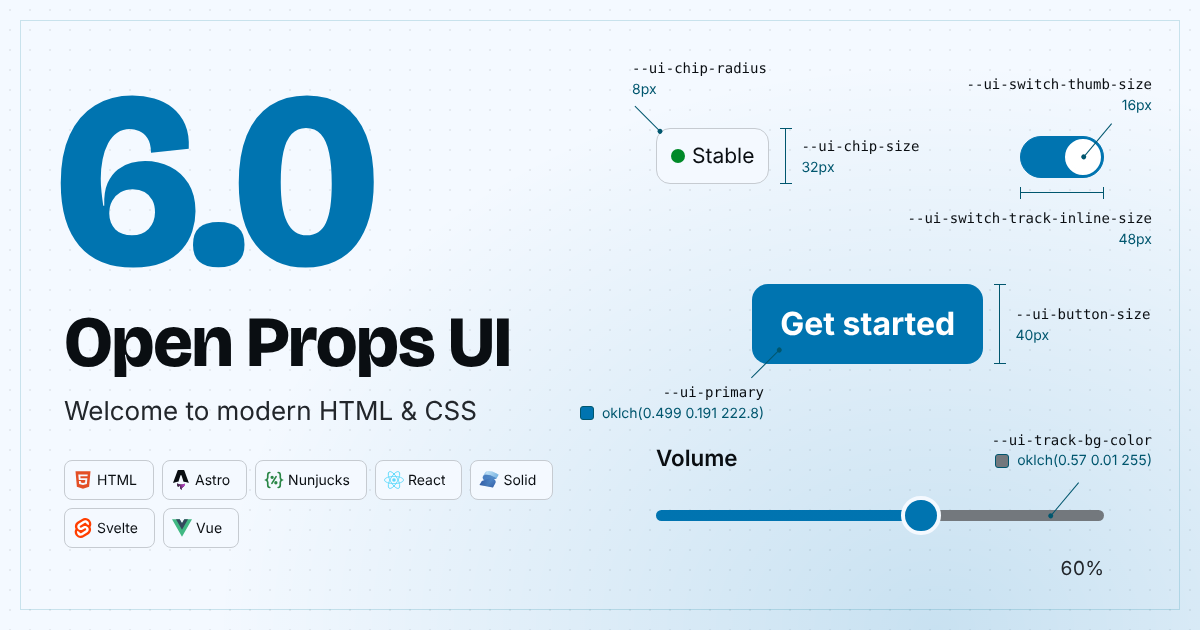 6.0
Open Props UI
Welcome to modern HTML & CSS
HTML
Astro
Nunjucks
React
Solid
Svelte
Vue
--ui-chip-radius
8px
Stable
--ui-chip-size
32px
--ui-switch-thumb-size
16px
--ui-switch-track-inline-size
48px
Get started
--ui-button-size
40px
--ui-primary
oklch(0.499 0.191 222.8)
Volume
--ui-track-bg-color
oklch(0.57 0.01 255)
60%